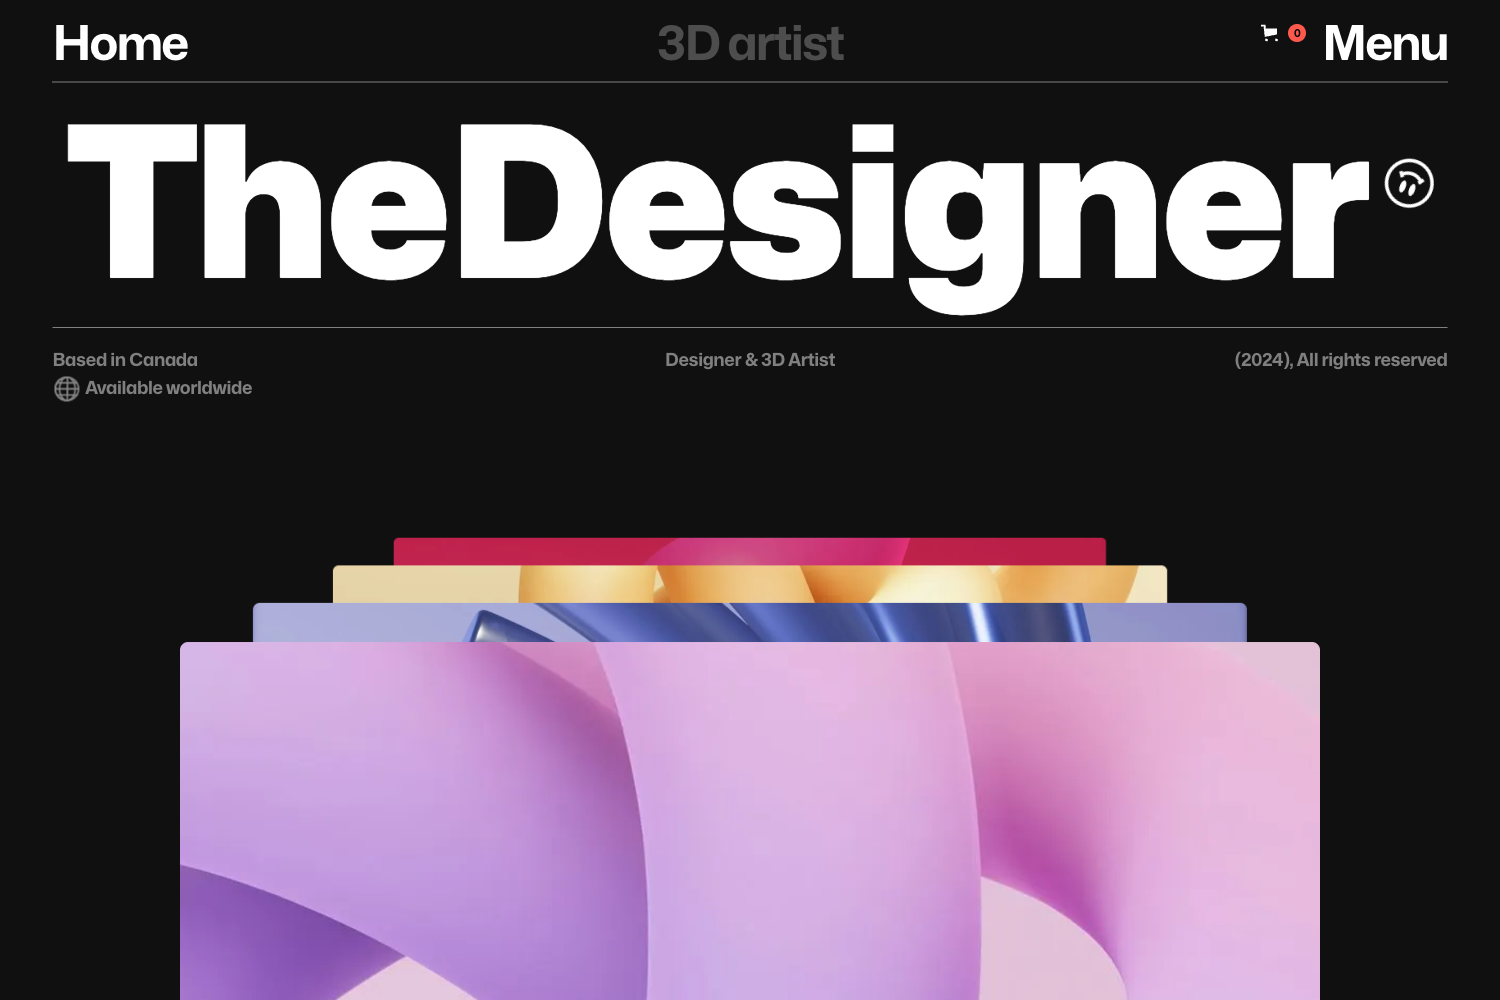 Home
3D artist
0
Menu
TheDesigner
Based in Canada
Designer & 3D Artist
(2024), All rights reserved
Available worldwide